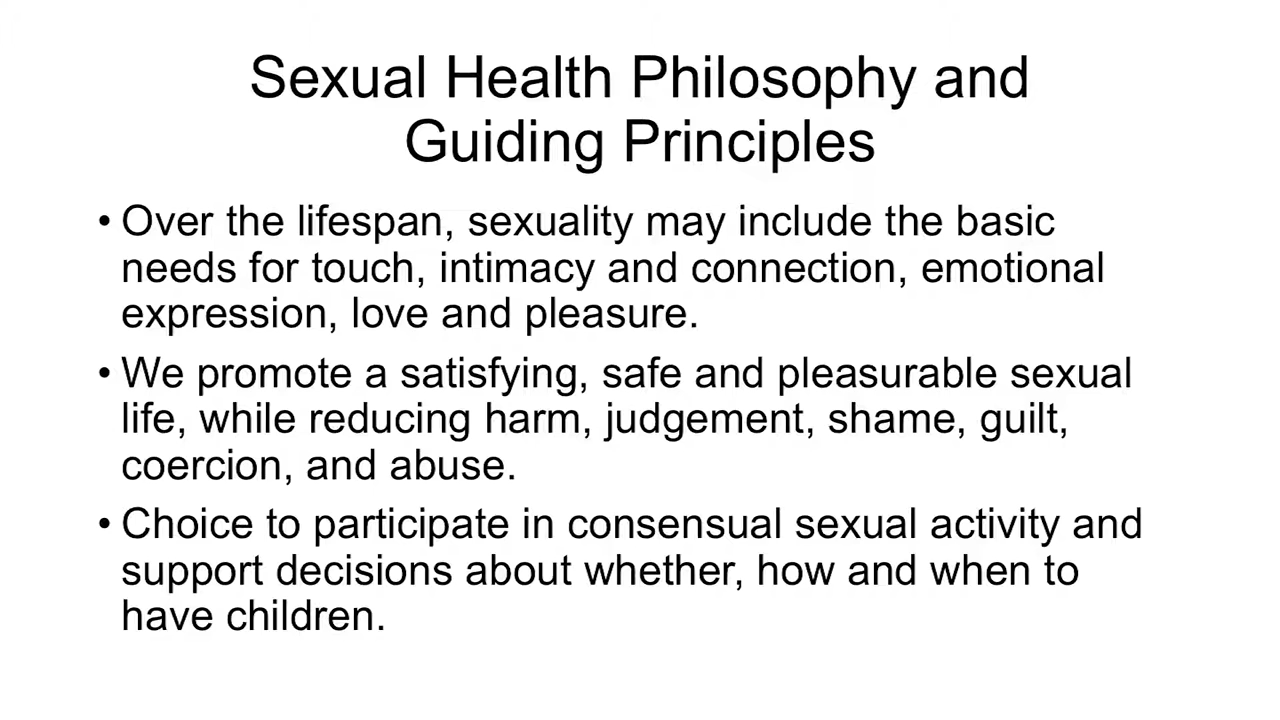 Sexual Health Philosophy and
Guiding Principles
• Over the lifespan, sexuality may include the basic
needs for touch, intimacy and connection, emotional
expression, love and pleasure.
• We promote a satisfying, safe and pleasurable sexual
life, while reducing harm, judgement, shame, guilt,
coercion, and abuse.
• Choice to participate in consensual sexual activity and
support decisions about whether, how and when to
have children.